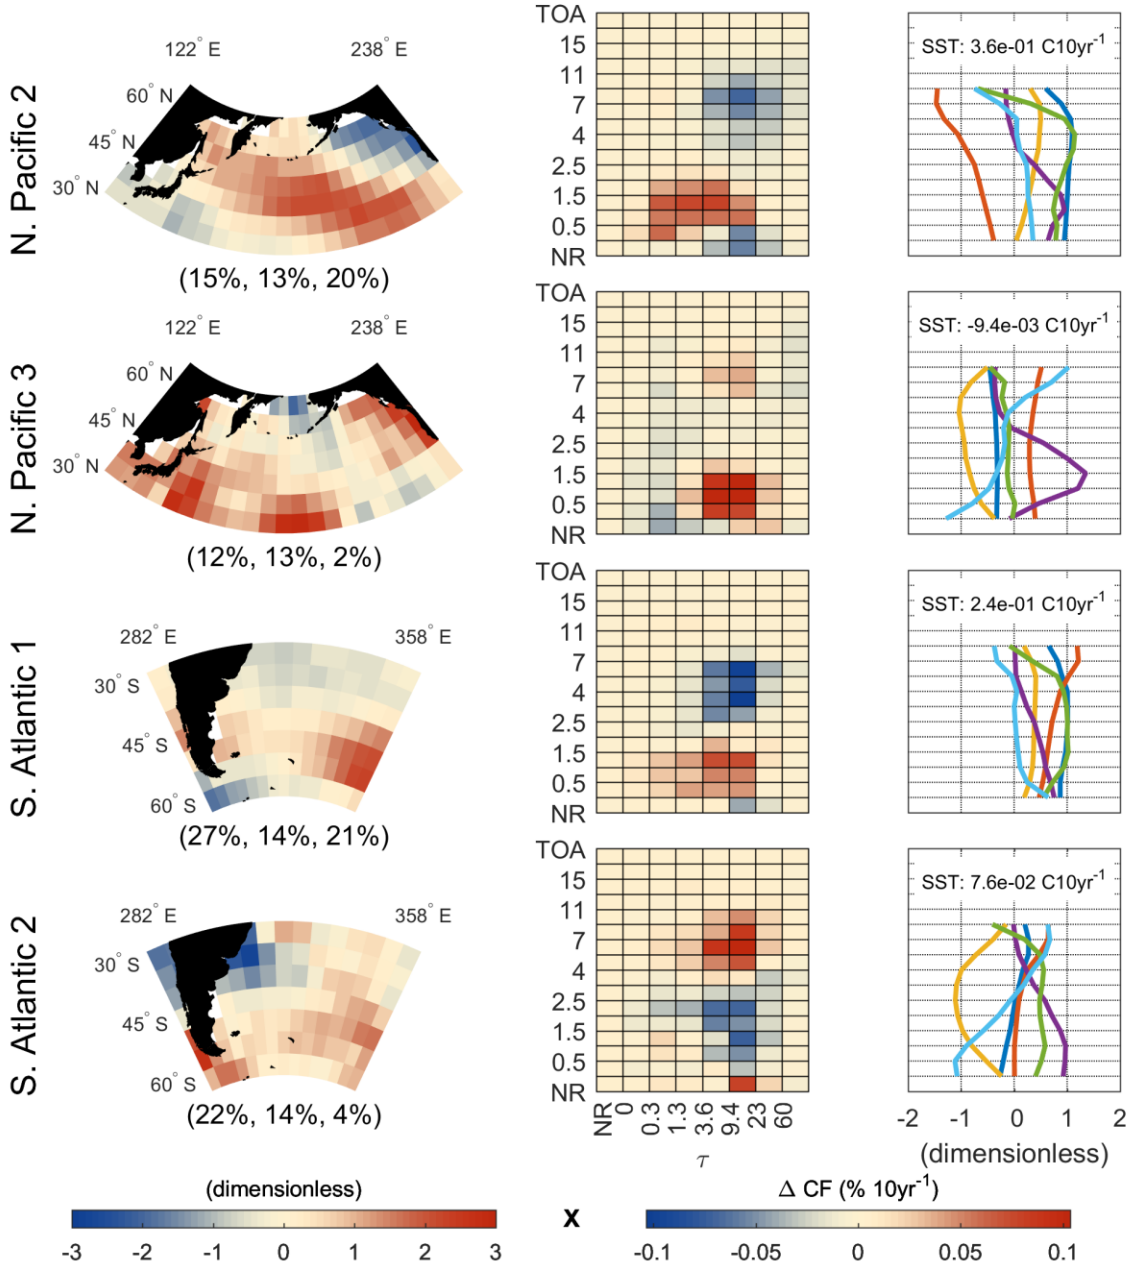 N. Pacific 2
122° E
238° E
60° N
45° N
30° N
(15%, 13%, 20%)
TOA
15
11
7
4
2.5
1.5
0.5
NR
SST: 3.6e-01 C10yr-1
N. Pacific 3
122° E
238° E
60° N
45° N
30° N
(12%, 13%, 2%)
TOA
15
11
7
4
2.5
1.5
0.5
NR
SST: -9.4e-03 C10yr-1
S. Atlantic 1
282° E
358° E
30° S
45° S
60° S
(27%, 14%, 21%)
TOA
15
11
7
4
2.5
1.5
0.5
NR
SST: 2.4e-01 C10yr-1
S. Atlantic 2
282° E
358° E
30° S
45° S
60° S
(22%, 14%, 4%)
TOA
15
11
7
4
2.5
1.5
0.5
NR
NR 0 0.3 1.3 3.6 9.4 23 60
τ
SST: 7.6e-02 C10yr-1
-2 -1 0 1 2
(dimensionless)
(dimensionless)
-3 -2 -1 0 1 2 3
x
Δ CF (% 10yr-1)
-0.1 -0.05 0 0.05 0.1